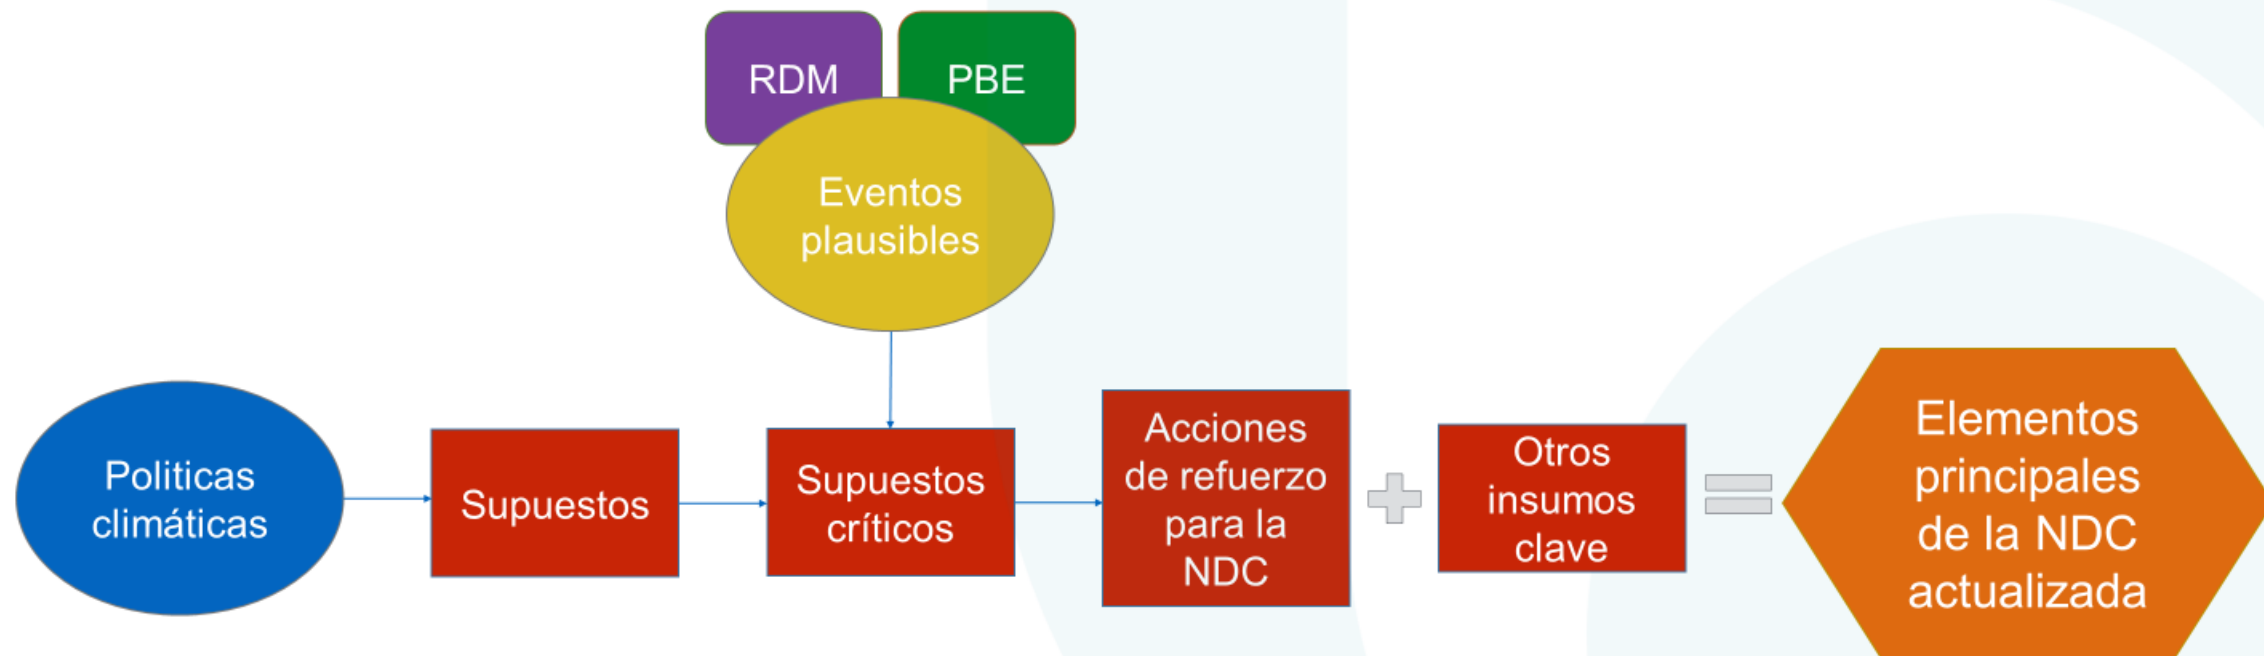 RDM
PBE
Eventos
plausibles
Politicas
climáticas
Supuestos
Supuestos
críticos
Acciones
de refuerzo
para la
NDC
Otros
insumos
clave
Elementos
principales
de la NDC
actualizada